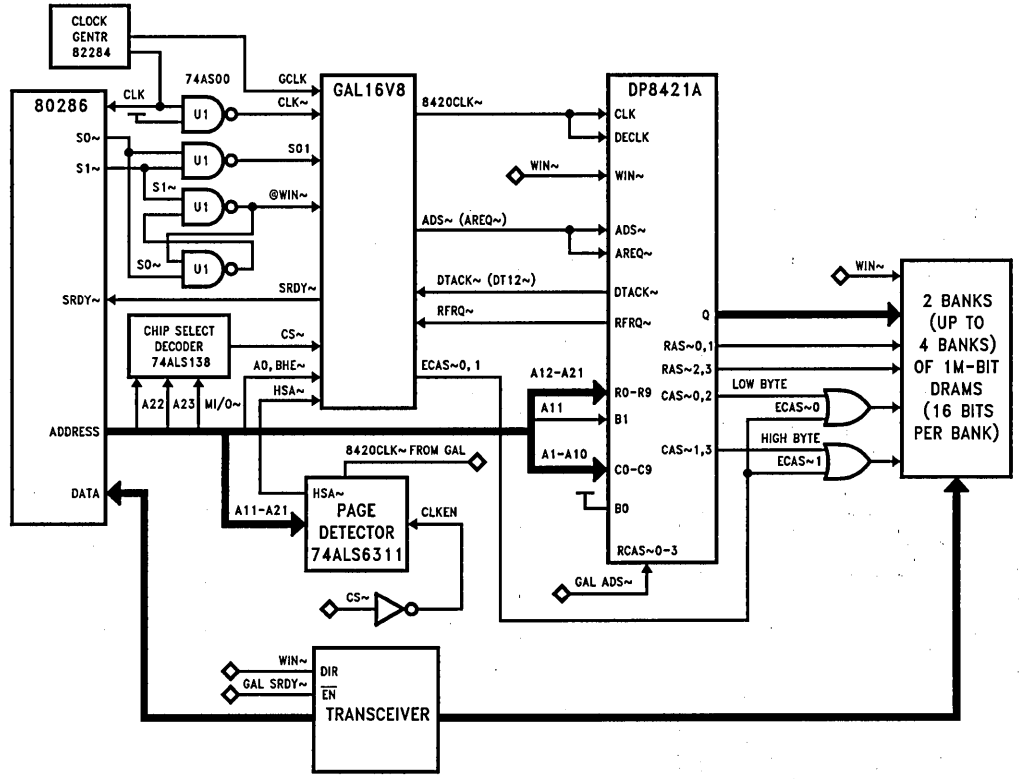 CLOCK
GENTR
82284
80286
CLK
S0~
S1~
SRDY~
ADDRESS
DATA
74AS00
U1
U1
U1
U1
S1~
S0~
GCLK
CLK~
S01
@WIN~
SRDY~
CS~
A0, BHE~
HSA~
CHIP SELECT
DECODER
74ALS138
A22
A23
MI/O~
GAL16V8
8420CLK~
ADS~ (AREQ~)
DTACK~ (DT12~)
RFRQ~
ECAS~0, 1
WIN~
DP8421A
CLK
DECLK
WIN~
ADS~
AREQ~
DTACK~
RFRQ~
R0-R9
B1
C0-C9
B0
RCAS~0-3
Q
RAS~0,1
RAS~2,3
CAS~0,2
CAS~1,3
A12-A21
A11
A1-A10
LOW BYTE
ECAS~0
HIGH BYTE
ECAS~1
WIN~
2 BANKS
(UP TO
4 BANKS)
OF 1M-BIT
DRAMS
(16 BITS
PER BANK)
8420CLK~ FROM GAL
HSA~
PAGE
DETECTOR
74ALS6311
A11-A21
CLKEN
CS~
GAL ADS~
WIN~
GAL SRDY~
DIR
EN
TRANSCEIVER